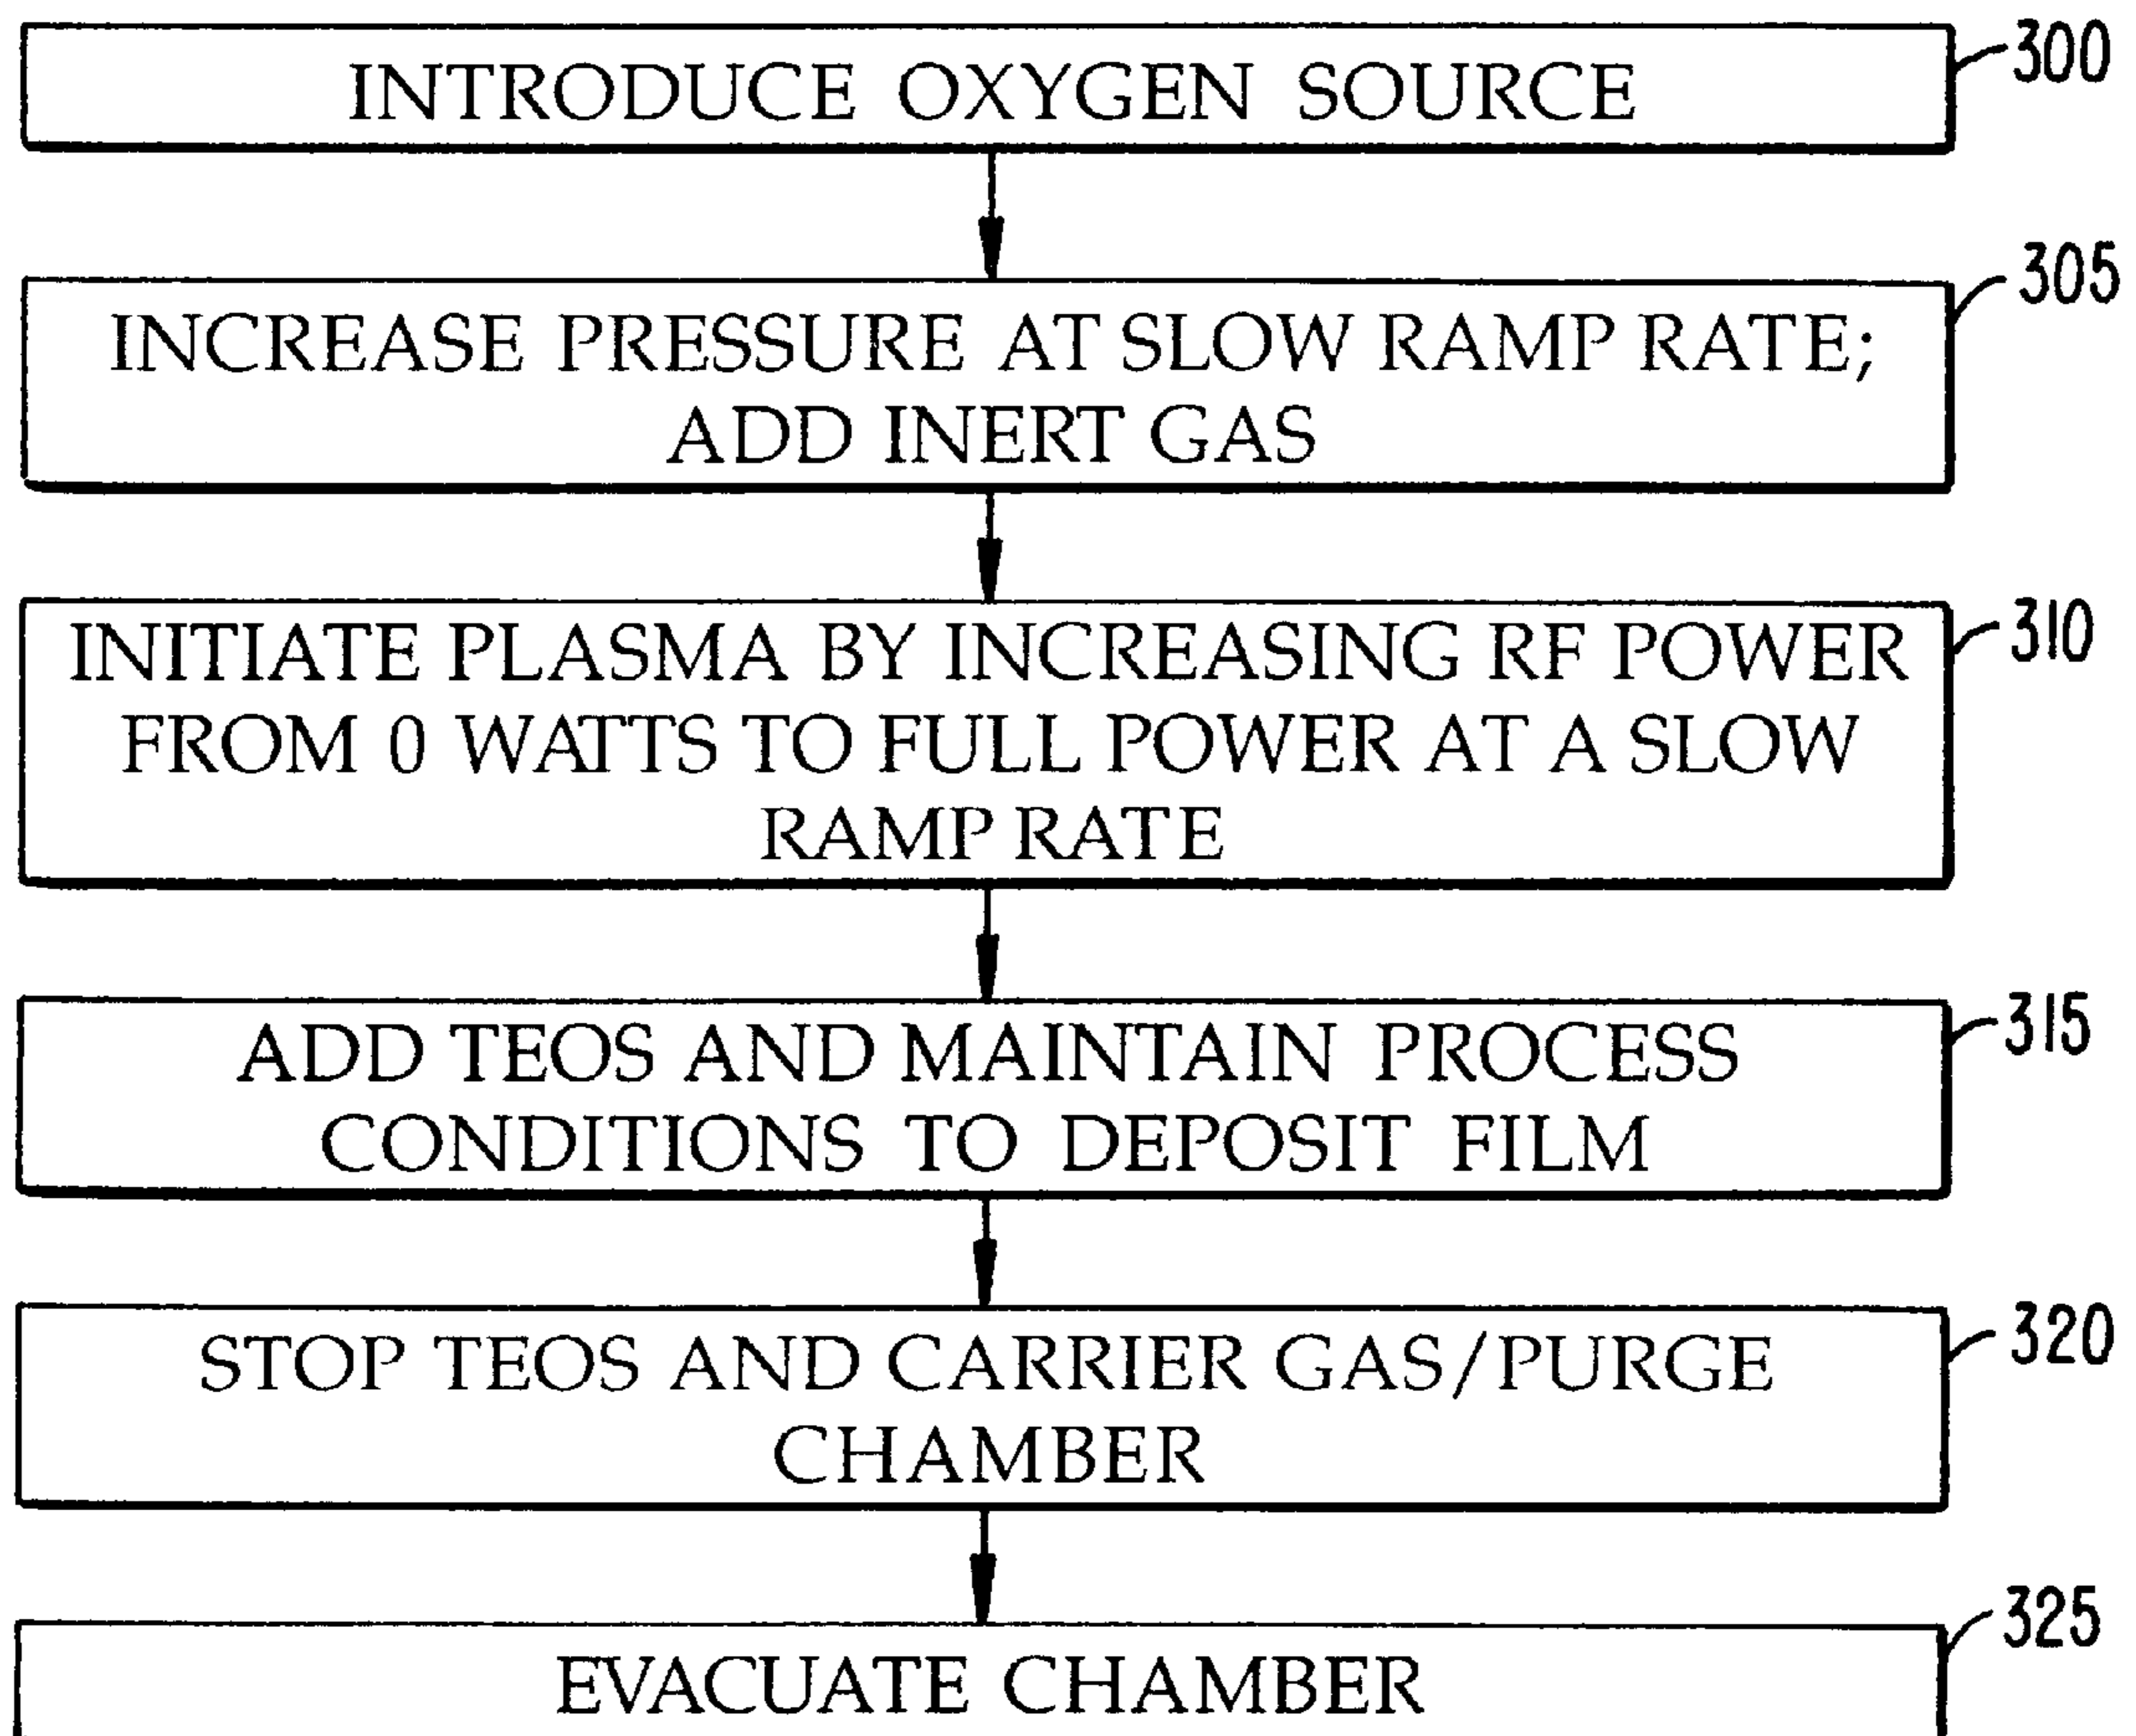 INTRODUCE OXYGEN SOURCE
300
INCREASE PRESSURE AT SLOW RAMP RATE;
ADD INERT GAS
305
INITIATE PLASMA BY INCREASING RF POWER
FROM 0 WATTS TO FULL POWER AT A SLOW
RAMP RATE
310
ADD TEOS AND MAINTAIN PROCESS
CONDITIONS TO DEPOSIT FILM
315
STOP TEOS AND CARRIER GAS/PURGE
CHAMBER
320
EVACUATE CHAMBER
325